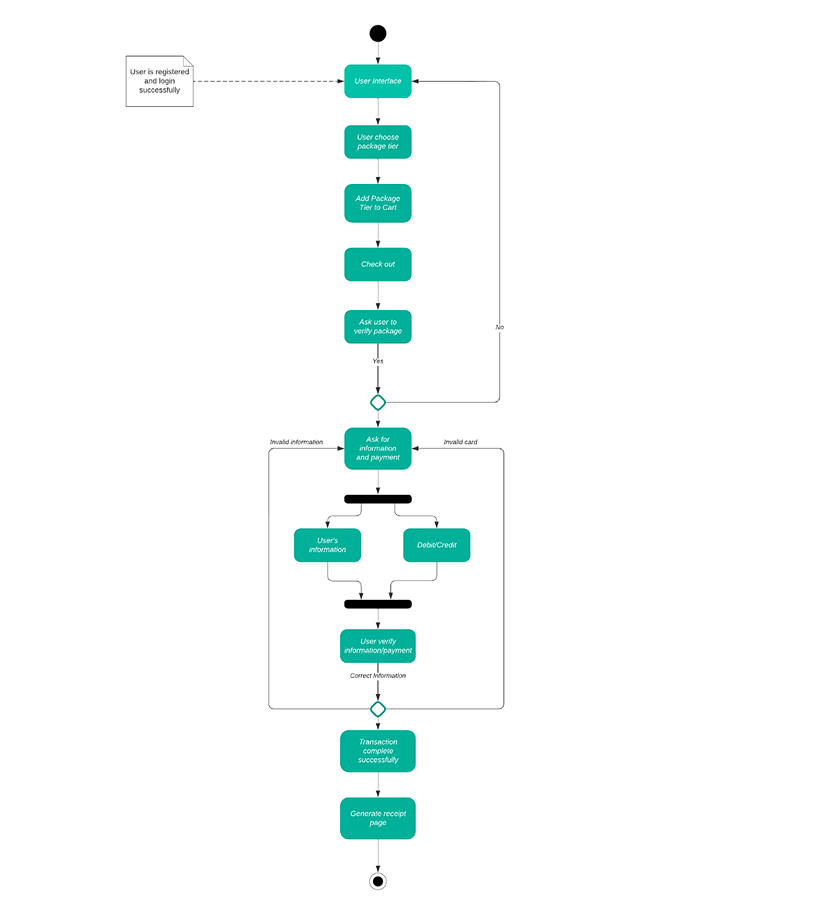 User is registered
and login
successfully
User Interface
User choose
package tier
Add Package
Tier to Cart
Check out
Ask user to
verify package
No
Yes
Invalid information
Ask for
information
and payment
Invalid card
User's
information
Debit/Credit
User verify
information/payment
Correct Information
Transaction
complete
successfully
Generate receipt
page